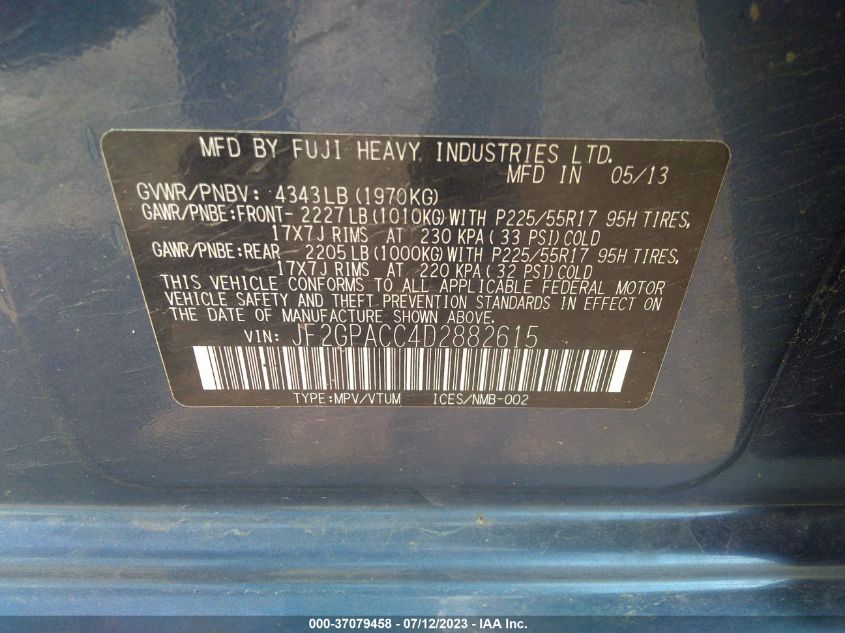 MFD BY FUJI HEAVY INDUSTRIES LTD.
MFD IN 05/13
GVWR/PNBV: 4343LB(1970KG)
GAWR/PNBE:FRONT- 2227LB(1010KG)WITH P225/55R17 95H TIRES,
17X7J RIMS AT 230 KPA(33 PSI)COLD
GAWR/PNBE:REAR 2205LB(1000KG)WITH P225/55R17 95H TIRES,
17X7J RIMS AT 220 KPA(32 PSI)COLD
THIS VEHICLE CONFORMS TO ALL APPLICABLE FEDERAL MOTOR
VEHICLE SAFETY AND THEFT PREVENTION STANDARDS IN EFFECT ON
THE DATE OF MANUFACTURE SHOWN ABOVE.
VIN: JF2GPACC4D2882615
TYPE:MPV/VTUM ICES/NMB-002
000-37079458 - 07/12/2023 - IAA Inc.